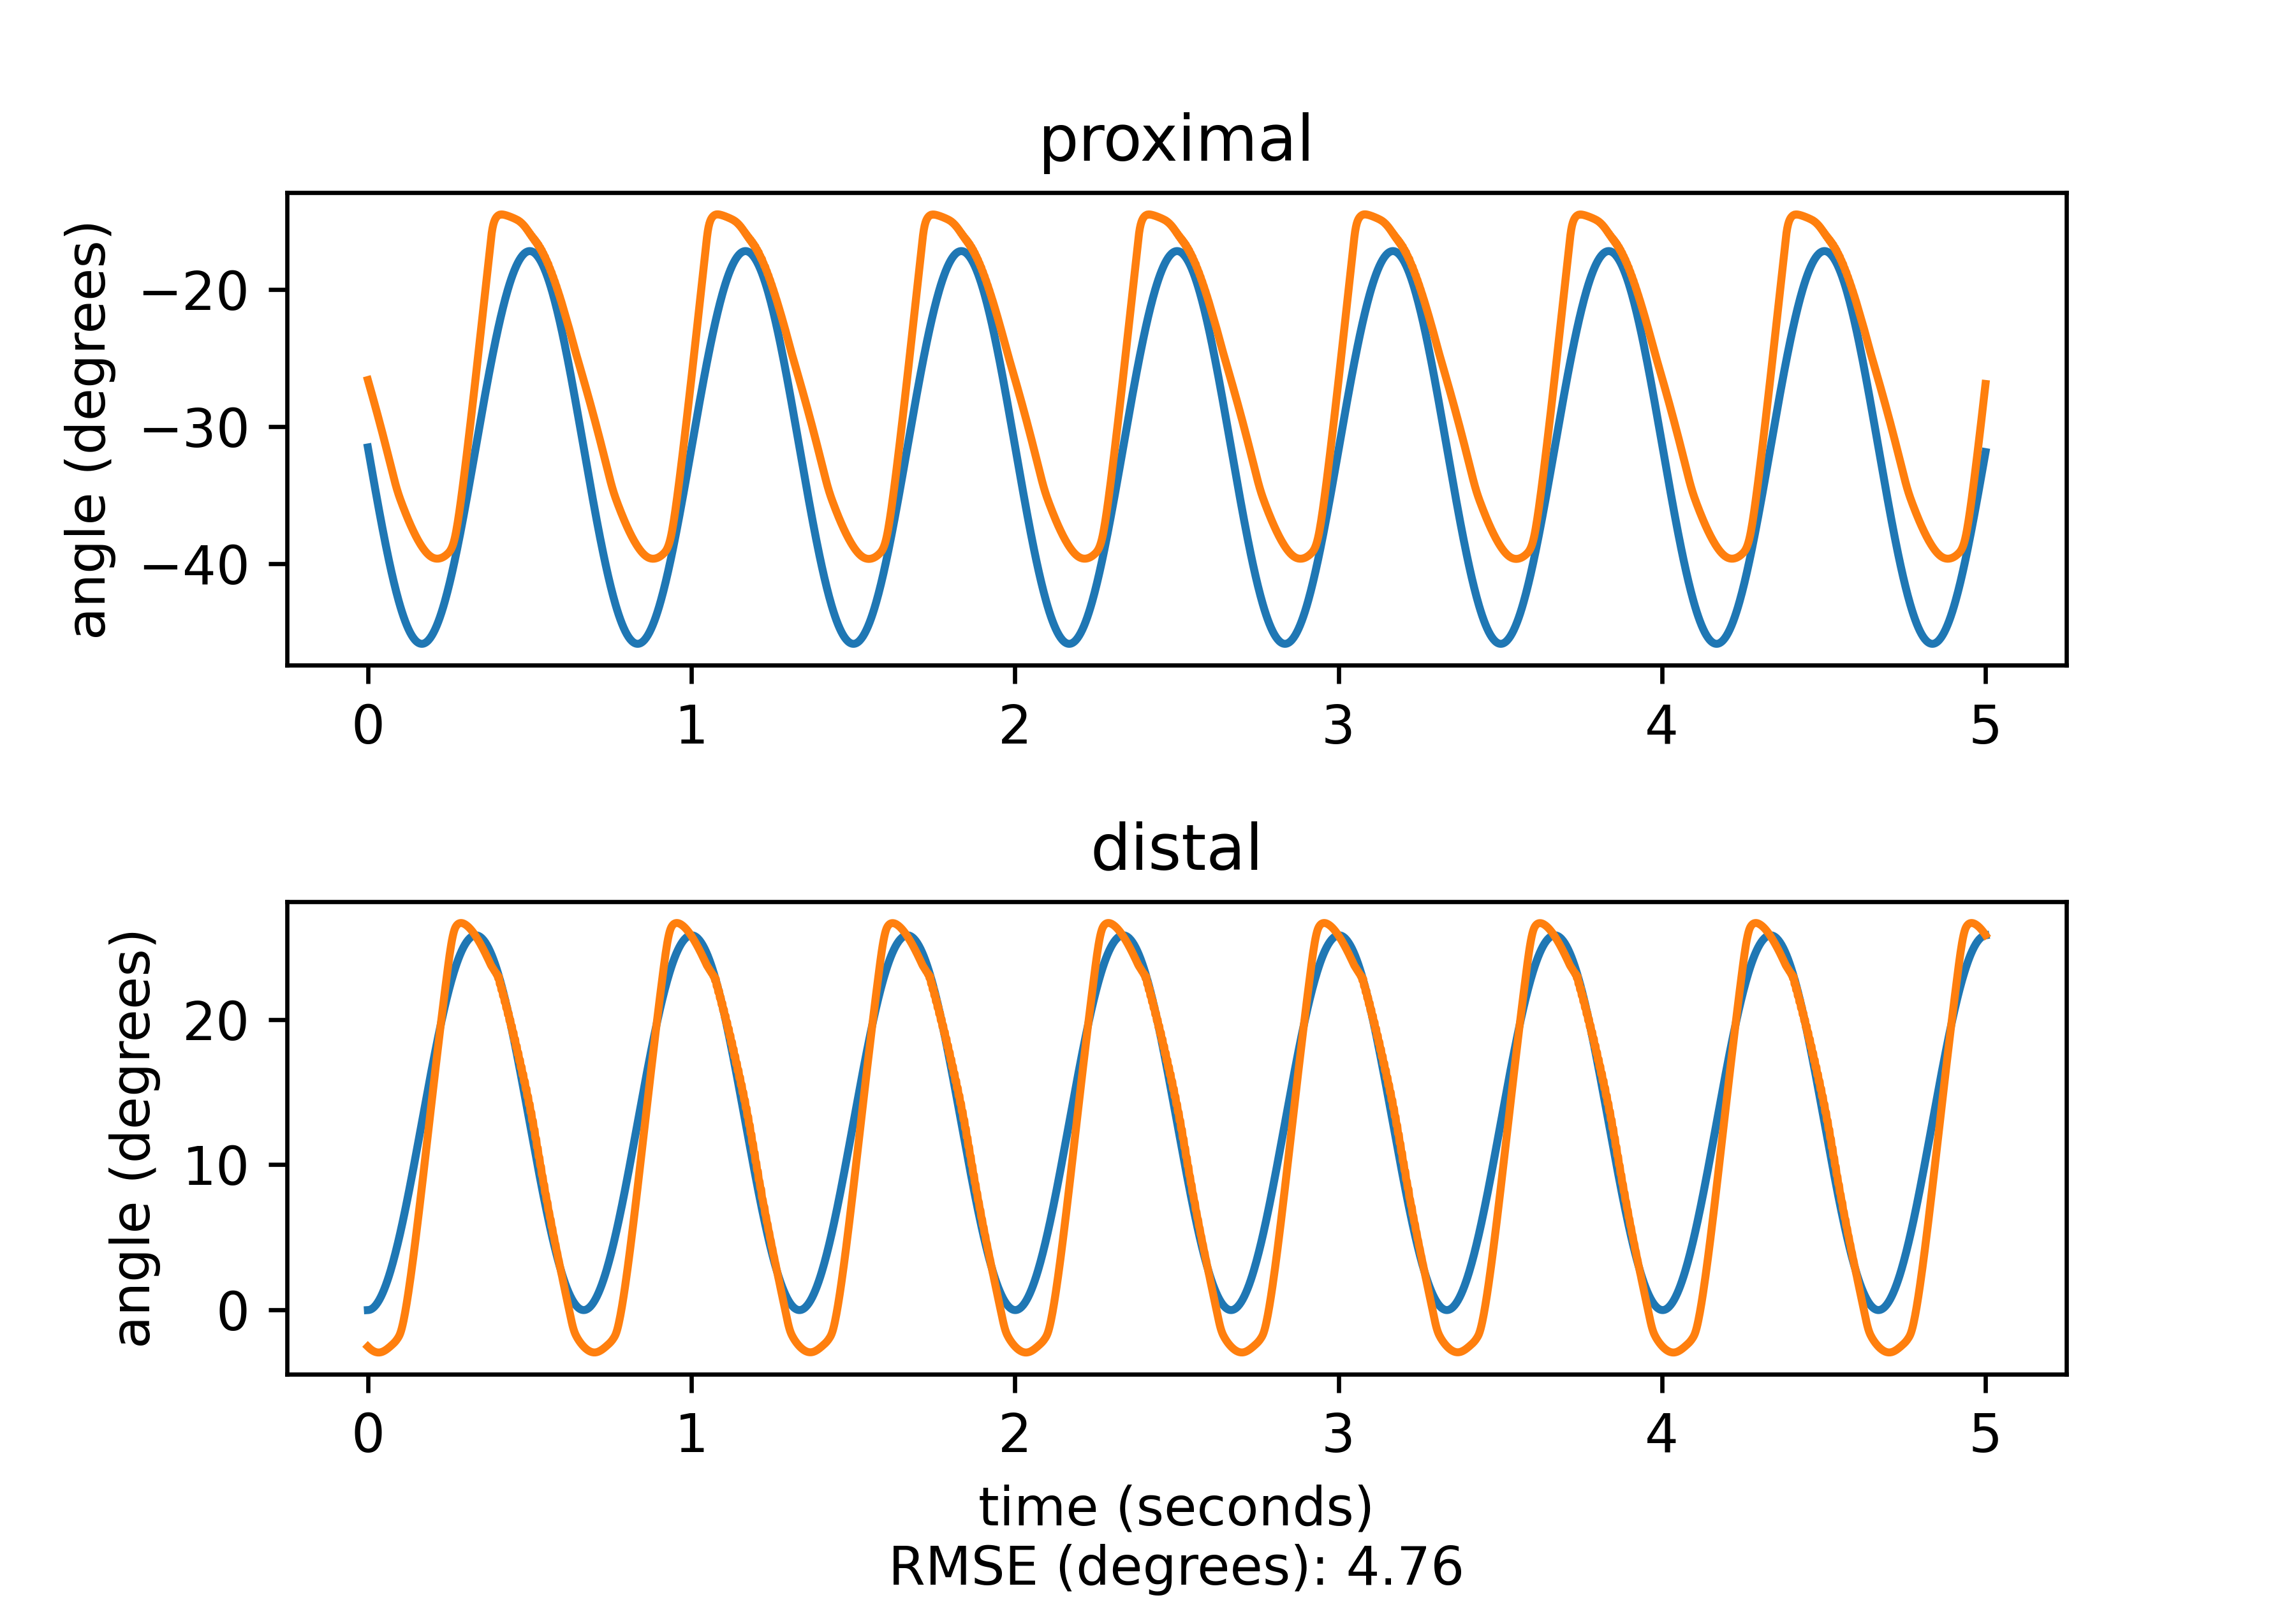 proximal
angle (degrees)
−20
−30
−40
0 1 2 3 4 5
distal
angle (degrees)
20
10
0
0 1 2 3 4 5
time (seconds)
RMSE (degrees): 4.76